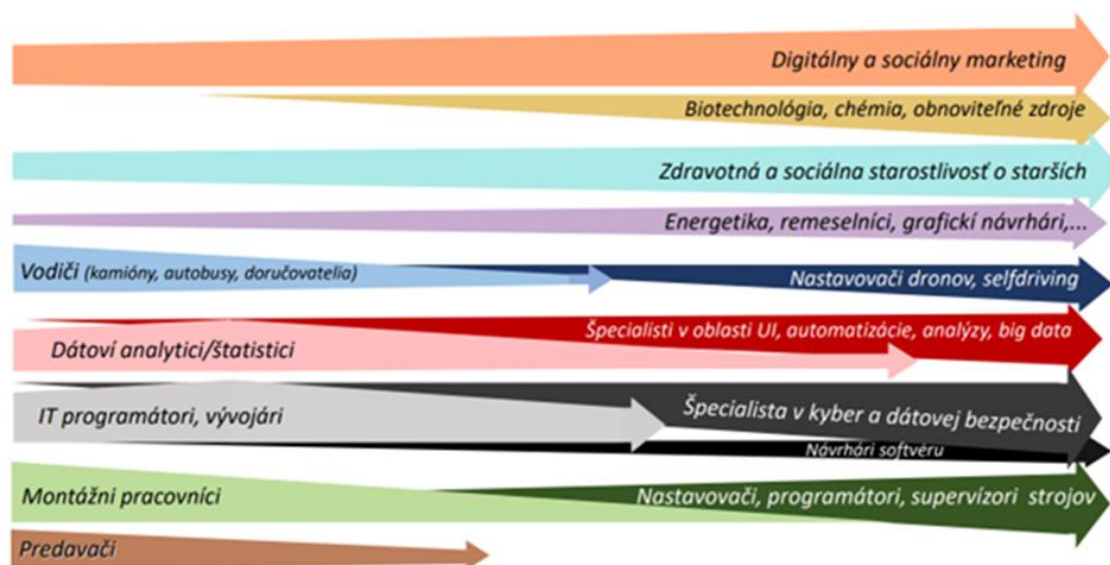 Digitálny a sociálny marketing
Biotechnológia, chémia, obnoviteľné zdroje
Zdravotná a sociálna starostlivosť o starších
Energetika, remeselníci, grafickí návrhári,...
Vodiči (kamióny, autobusy, doručovatelia)
Nastavovači dronov, selfdriving
Špecialisti v oblasti UI, automatizácie, analýzy, big data
Dátoví analytici/štatistici
IT programátori, vývojári
Špecialista v kyber a dátovej bezpečnosti
Návrhári softvéru
Montážni pracovníci
Nastavovači, programátori, supervízori strojov
Predavači